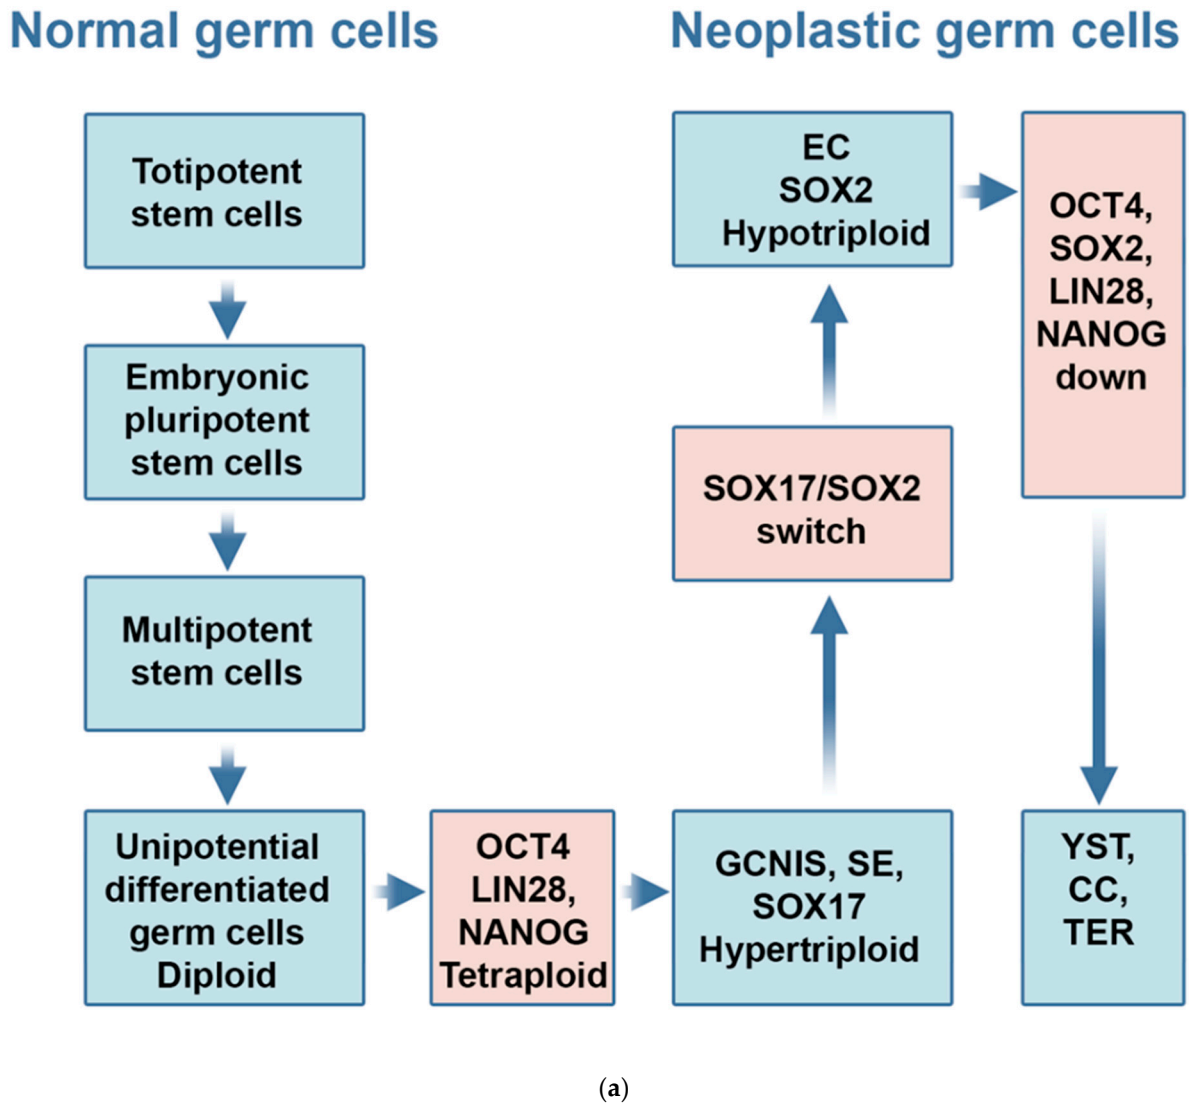 Normal germ cells
Neoplastic germ cells
Totipotent
stem cells
Embryonic
pluripotent
stem cells
Multipotent
stem cells
Unipotential
differentiated
germ cells
Diploid
OCT4
LIN28,
NANOG
Tetraploid
GCNIS, SE,
SOX17
Hypertriploid
SOX17/SOX2
switch
EC
SOX2
Hypotriploid
OCT4,
SOX2,
LIN28,
NANOG
down
YST,
CC,
TER
(a)